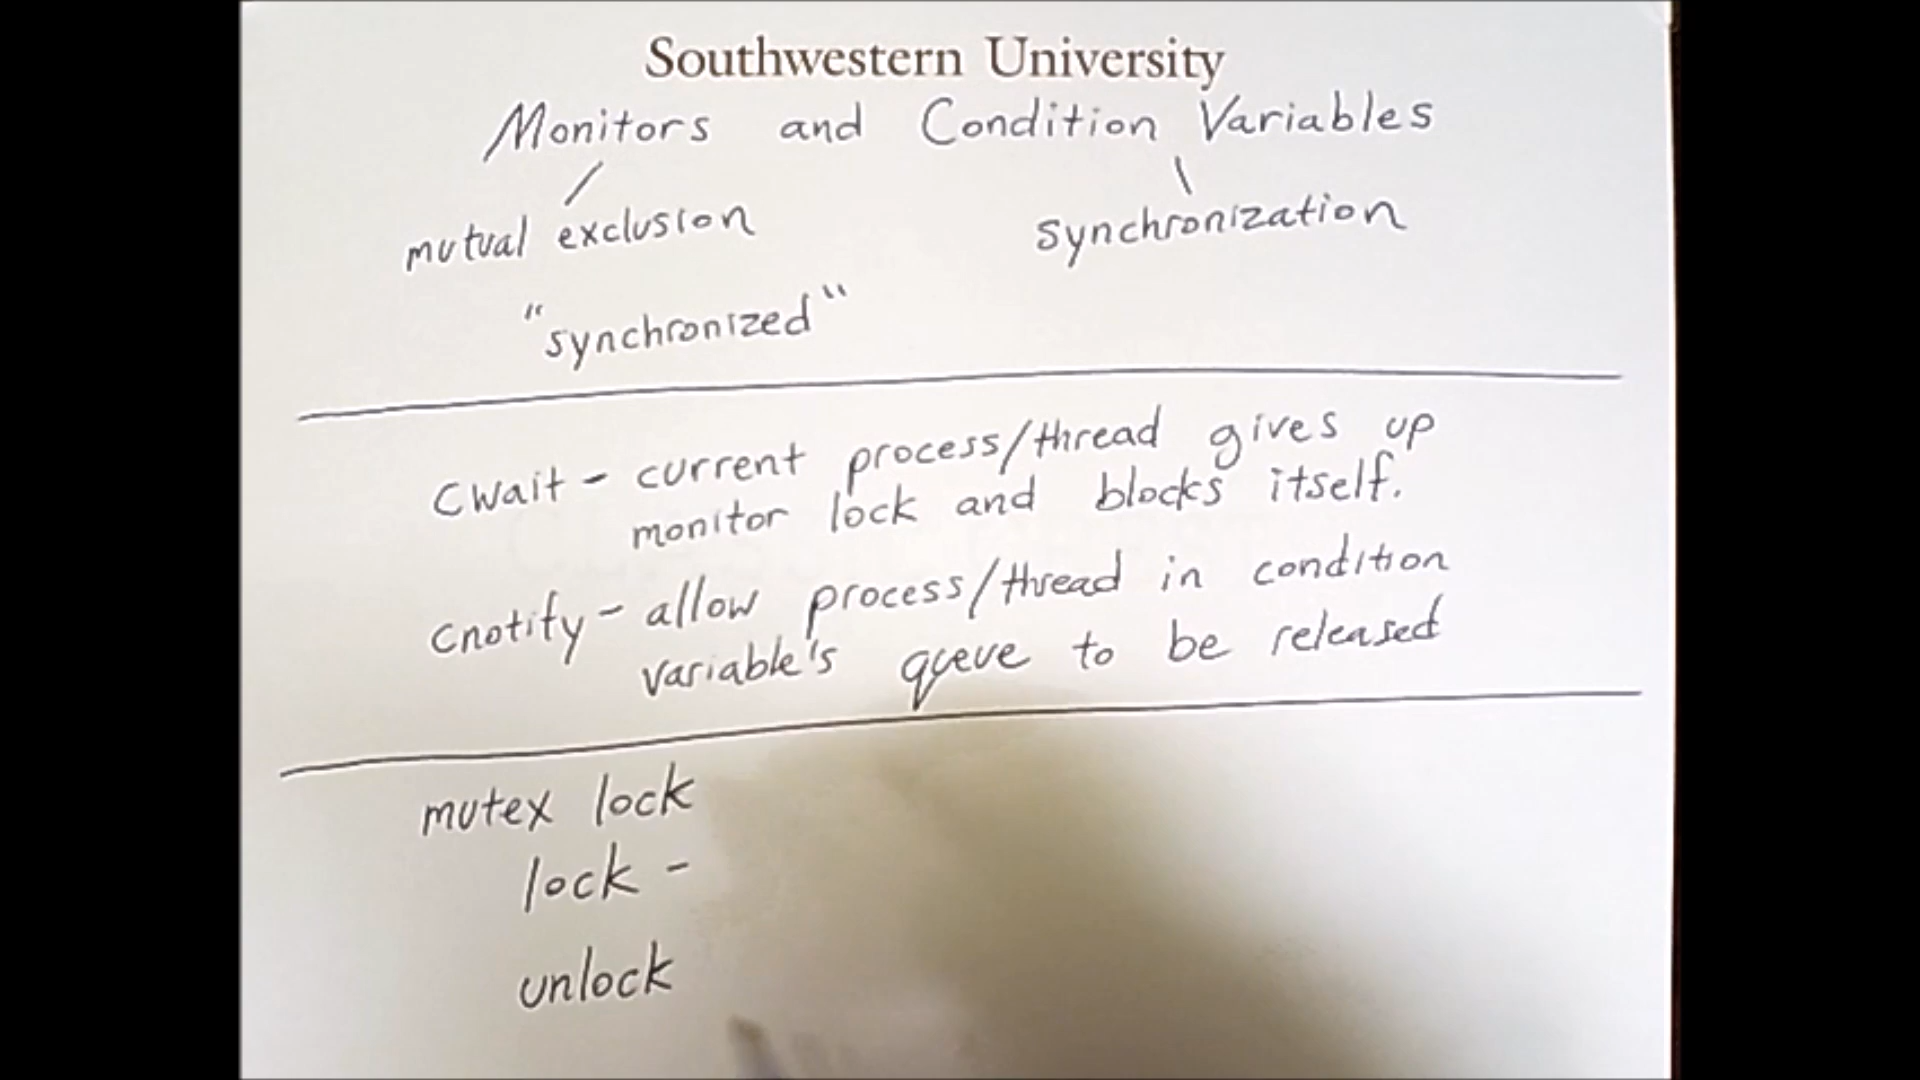 Southwestern University
Monitors and Condition Variables
mutual exclusion
synchronization
"synchronized"
cwait - current process/thread gives up
monitor lock and blocks itself.
cnotify - allow process/thread in condition
variable's queue to be released
mutex lock
lock -
unlock